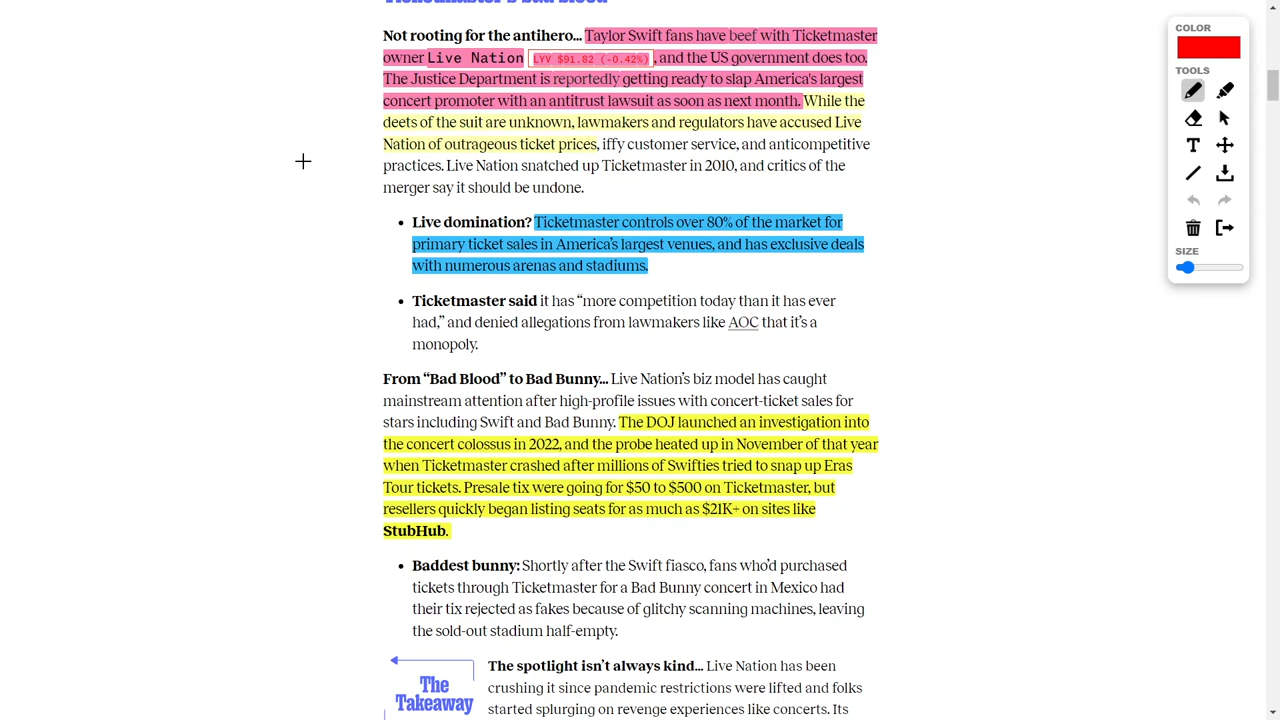 Ticketmaster's bad blood
Not rooting for the antihero... Taylor Swift fans have beef with Ticketmaster
owner Live Nation LYV $91.82 (-0.42%) , and the US government does too.
The Justice Department is reportedly getting ready to slap America's largest
concert promoter with an antitrust lawsuit as soon as next month. While the
deets of the suit are unknown, lawmakers and regulators have accused Live
Nation of outrageous ticket prices, iffy customer service, and anticompetitive
practices. Live Nation snatched up Ticketmaster in 2010, and critics of the
merger say it should be undone.
• Live domination? Ticketmaster controls over 80% of the market for
primary ticket sales in America's largest venues, and has exclusive deals
with numerous arenas and stadiums.
• Ticketmaster said it has “more competition today than it has ever
had,” and denied allegations from lawmakers like AOC that it's a
monopoly.
From “Bad Blood” to Bad Bunny... Live Nation's biz model has caught
mainstream attention after high-profile issues with concert-ticket sales for
stars including Swift and Bad Bunny. The DOJ launched an investigation into
the concert colossus in 2022, and the probe heated up in November of that year
when Ticketmaster crashed after millions of Swifties tried to snap up Eras
Tour tickets. Presale tix were going for $50 to $500 on Ticketmaster, but
resellers quickly began listing seats for as much as $21K+ on sites like
StubHub.
• Baddest bunny: Shortly after the Swift fiasco, fans who'd purchased
tickets through Ticketmaster for a Bad Bunny concert in Mexico had
their tix rejected as fakes because of glitchy scanning machines, leaving
the sold-out stadium half-empty.
The
Takeaway
The spotlight isn't always kind... Live Nation has been
crushing it since pandemic restrictions were lifted and folks
started splurging on revenge experiences like concerts. Its
COLOR
TOOLS
T
SIZE